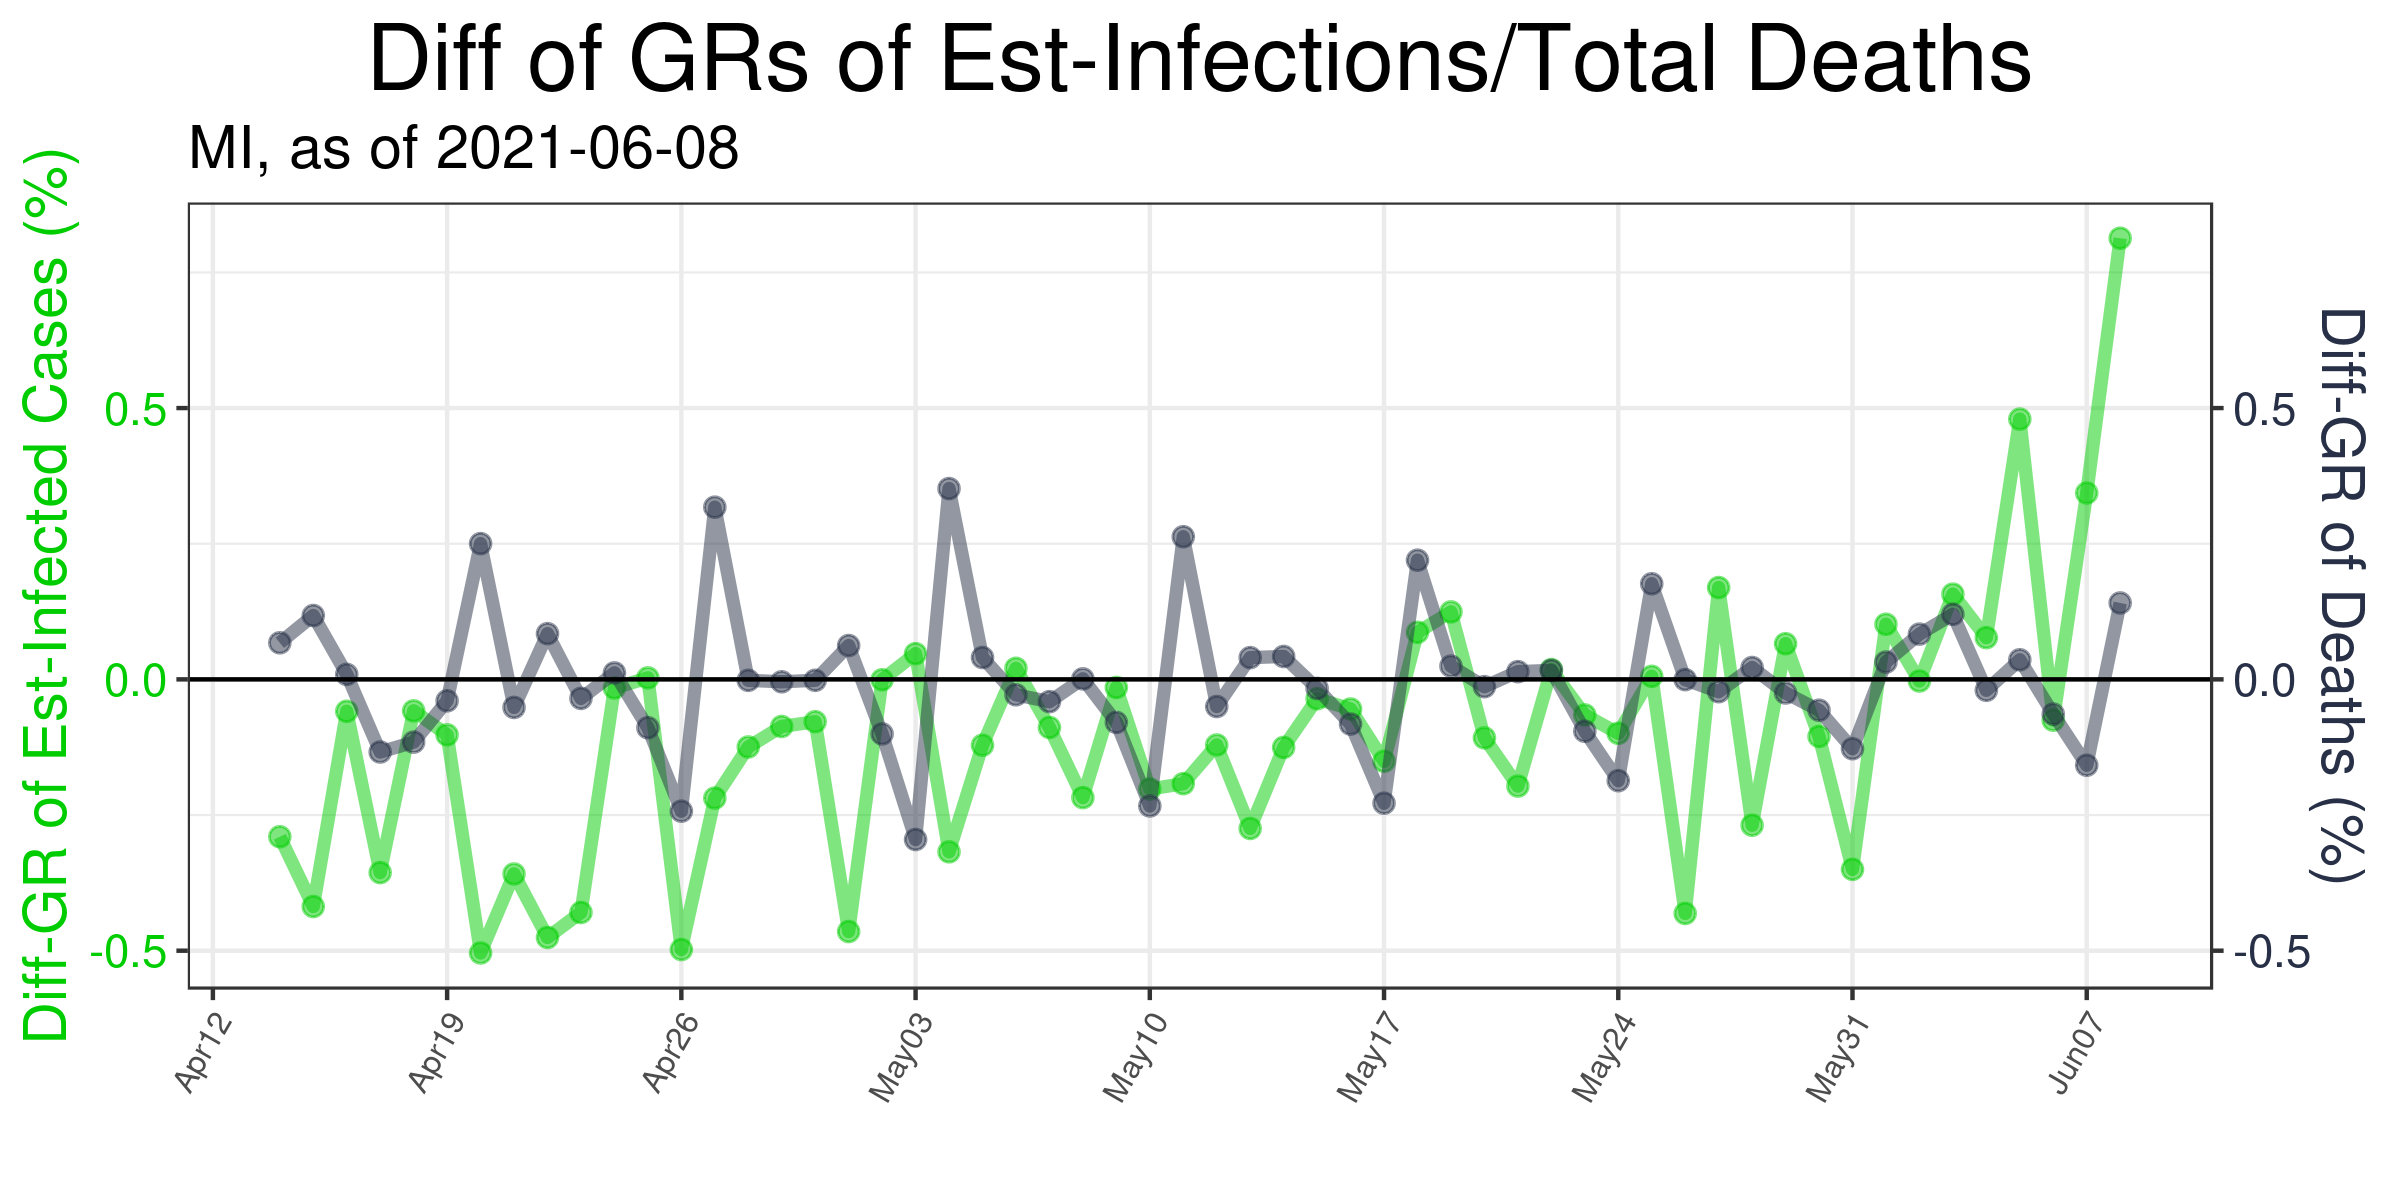 Diff of GRs of Est-Infections/Total Deaths
MI, as of 2021-06-08
Diff-GR of Est-Infected Cases (%)
0.5
0.0
-0.5
0.5
0.0
-0.5
Diff-GR of Deaths (%)
Apr12
Apr19
Apr26
May03
May10
May17
May24
May31
Jun07